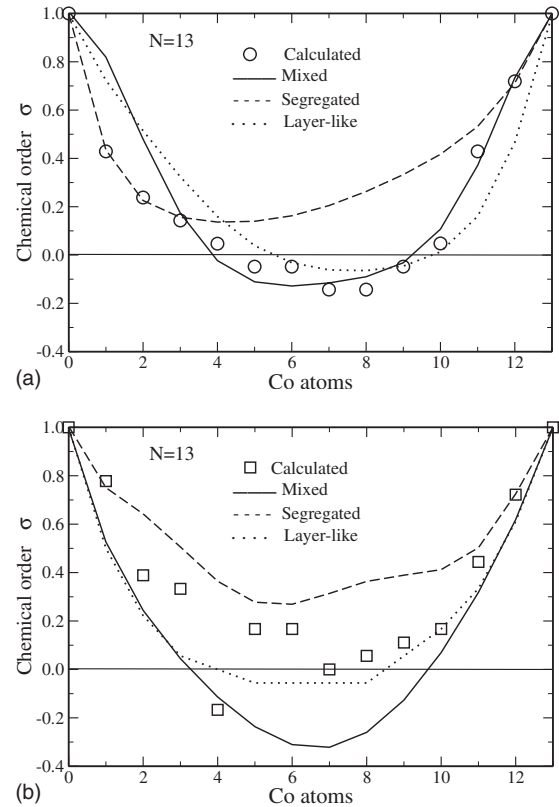 1.0
N=13
Calculated
0.8
Mixed
Segregated
0.6
Layer-like
0.4
Chemical order σ
0.2
0.0
-0.2
-0.4
0 2 4 6 8 10 12
(a)
Co atoms
1.0
N=13
0.8
Calculated
Mixed
0.6
Segregated
Layer-like
0.4
Chemical order σ
0.2
0.0
-0.2
-0.4
0 2 4 6 8 10 12
(b)
Co atoms